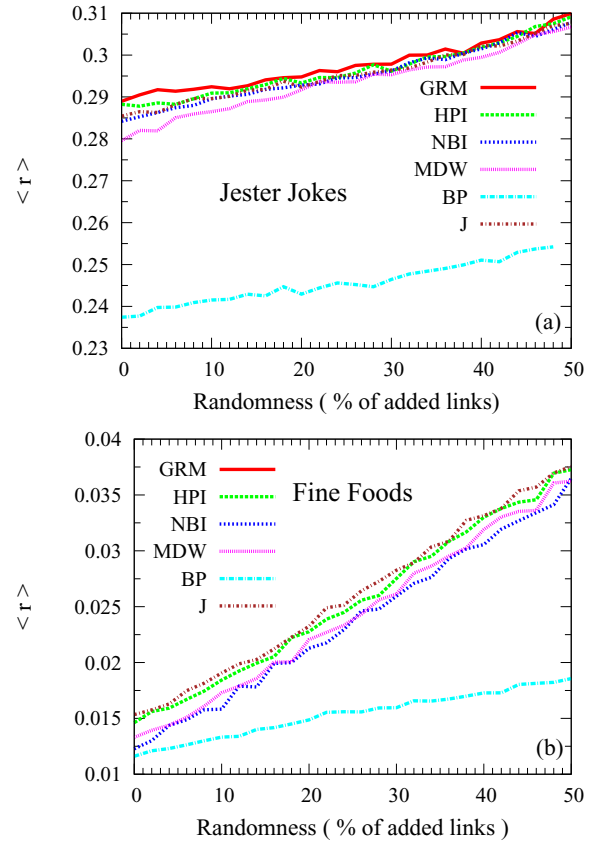 0.31
0.3
0.29
0.28
0.27
0.26
0.25
0.24
0.23
< r >
GRM
HPI
NBI
MDW
BP
J
Jester Jokes
(a)
0 10 20 30 40 50
Randomness ( % of added links)
0.04
0.035
0.03
0.025
0.02
0.015
0.01
< r >
GRM
HPI
NBI
MDW
BP
J
Fine Foods
(b)
0 10 20 30 40 50
Randomness ( % of added links )